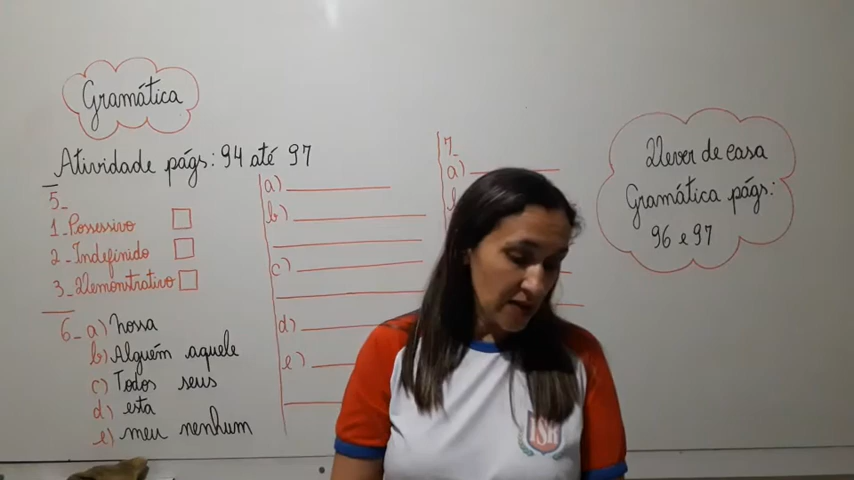 Gramática
Atividade págs: 94 até 97
5_
1_Possessivo
2_Indefinido
3_Demonstrativo
6_ a) nossa
b) Alguém aquele
c) Todos seus
d) esta
e) meu nenhum
a)
b)
c)
d)
e)
7_
a)
Dever de casa
Gramática págs:
96 e 97
ISR